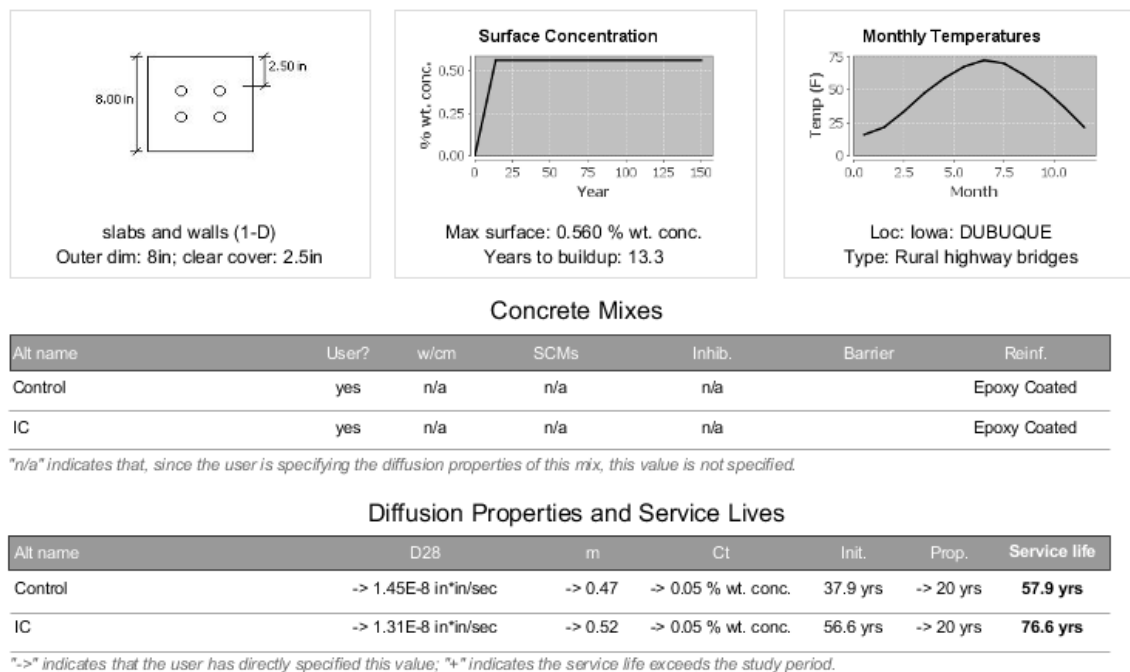 2.50 in
8.00 in
slabs and walls (1-D)
Outer dim: 8in; clear cover: 2.5in
Surface Concentration
% wt. conc.
0.50
0.25
0.00
0 25 50 75 100 125 150
Year
Max surface: 0.560 % wt. conc.
Years to buildup: 13.3
Monthly Temperatures
Temp (F)
75
50
25
0
0.0 2.5 5.0 7.5 10.0
Month
Loc: Iowa: DUBUQUE
Type: Rural highway bridges
Concrete Mixes
Alt name User? w/cm SCMs Inhib. Barrier Reinf.
Control yes n/a n/a n/a Epoxy Coated
IC yes n/a n/a n/a Epoxy Coated
"n/a" indicates that, since the user is specifying the diffusion properties of this mix, this value is not specified.
Diffusion Properties and Service Lives
Alt name D28 m Ct Init. Prop. Service life
Control -> 1.45E-8 in*in/sec -> 0.47 -> 0.05 % wt. conc. 37.9 yrs -> 20 yrs 57.9 yrs
IC -> 1.31E-8 in*in/sec -> 0.52 -> 0.05 % wt. conc. 56.6 yrs -> 20 yrs 76.6 yrs
"->" indicates that the user has directly specified this value; "+" indicates the service life exceeds the study period.